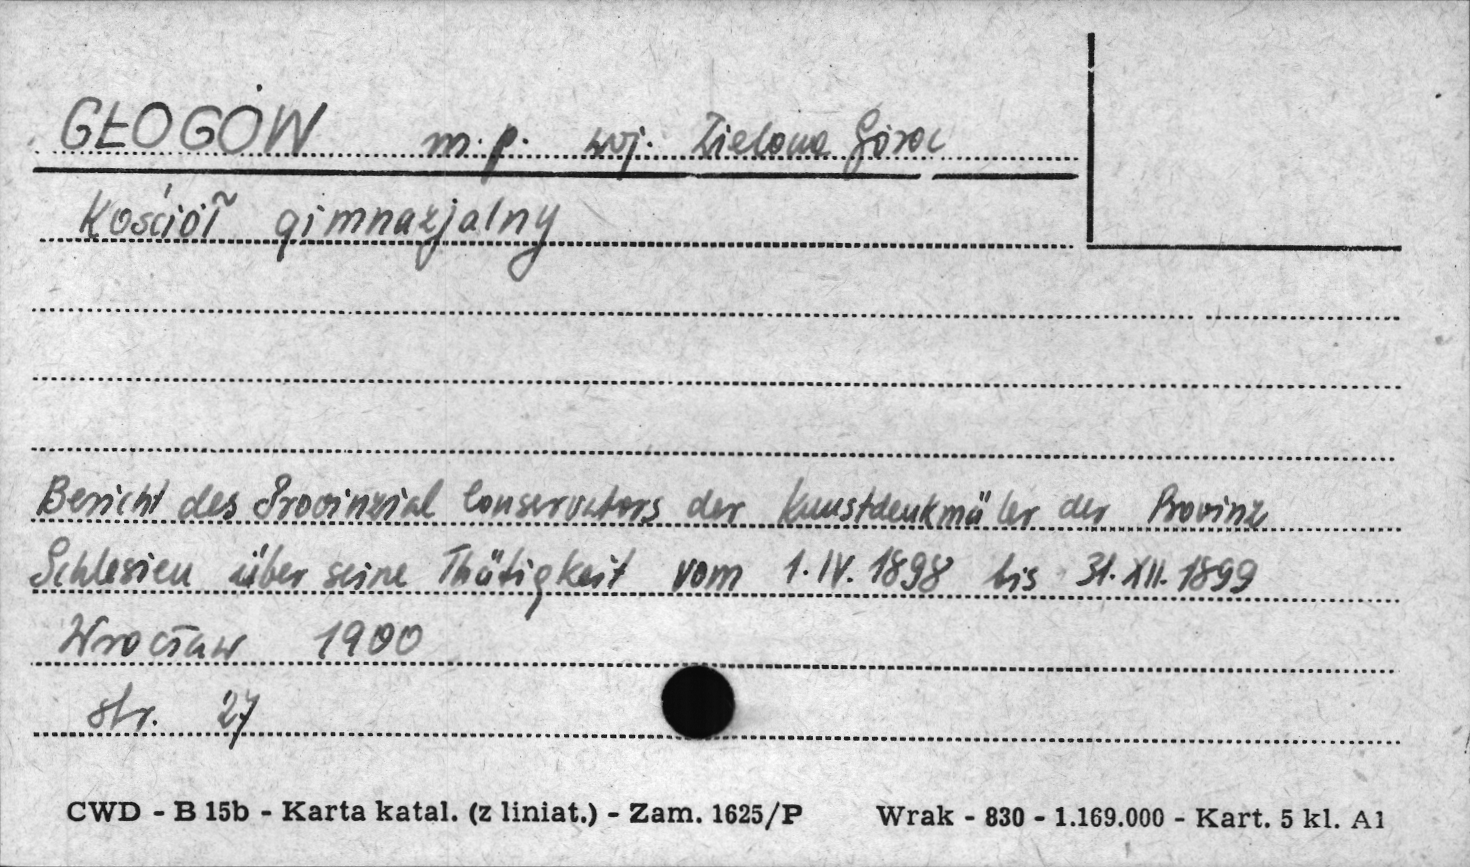 GŁOGÓW m. p. woj. Zielona Góra
Kościół gimnazjalny
Bericht des Provinzial Conservators der Kunstdenkmäler der Provinz
Schlesien über seine Thätigkeit vom 1.IV.1898 bis 31.XII.1899
Wrocław 1900
str. 27
CWD - B 15b - Karta katal. (z liniat.) - Zam. 1625/P Wrak - 830 - 1.169.000 - Kart. 5 kl. A1